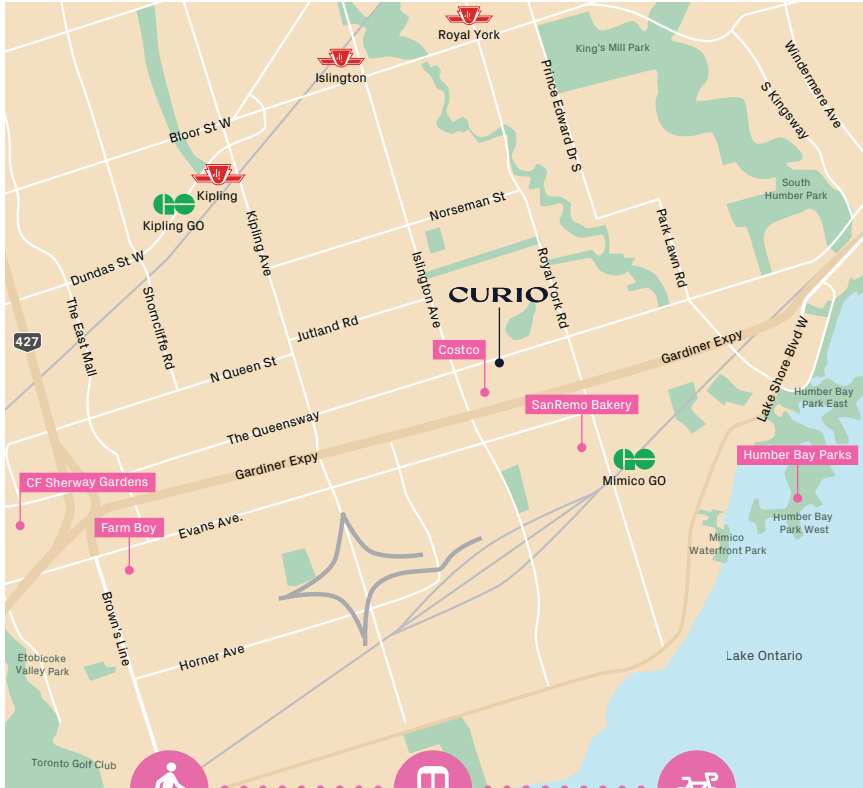 Royal York
King's Mill Park
Windermere Ave
Islington
Prince Edward Dr S
S Kingsway
Bloor St W
South
Humber Park
Kipling
Kipling GO
Norseman St
Park Lawn Rd
Kipling Ave
Dundas St W
Islington Ave
Royal York Rd
CURIO
The East Mall
Shorncliffe Rd
Jutland Rd
427
Costco
Gardiner Expy
Lake Shore Blvd W
N Queen St
Humber Bay
Park East
SanRemo Bakery
The Queensway
Humber Bay Parks
Gardiner Expy
Mimico GO
CF Sherway Gardens
Farm Boy
Evans Ave.
Humber Bay
Park West
Mimico
Waterfront Park
Brown's Line
Horner Ave
Etobicoke
Valley Park
Lake Ontario
Toronto Golf Club